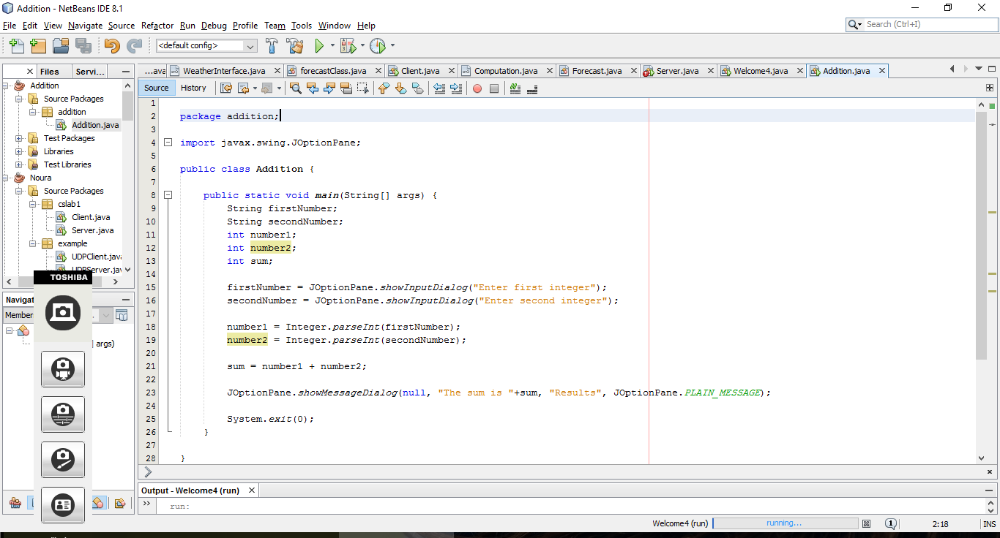 Addition - NetBeans IDE 8.1
File Edit View Navigate Source Refactor Run Debug Profile Team Tools Window Help
Search (Ctrl+I)
<default config>
Files Servi...
...ava WeatherInterface.java forecastClass.java Client.java Computation.java Forecast.java Server.java Welcome4.java Addition.java
Source History
Addition
Source Packages
addition
Addition.java
Test Packages
Libraries
Test Libraries
Noura
Source Packages
cslab1
Client.java
Server.java
example
UDPClient.java
UDPServer.jav
TOSHIBA
Navigat
Member
args)
1
2 package addition;
3
4 import javax.swing.JOptionPane;
5
6 public class Addition {
7
8 public static void main(String[] args) {
9 String firstNumber;
10 String secondNumber;
11 int number1;
12 int number2;
13 int sum;
14
15 firstNumber = JOptionPane.showInputDialog("Enter first integer");
16 secondNumber = JOptionPane.showInputDialog("Enter second integer");
17
18 number1 = Integer.parseInt(firstNumber);
19 number2 = Integer.parseInt(secondNumber);
20
21 sum = number1 + number2;
22
23 JOptionPane.showMessageDialog(null, "The sum is "+sum, "Results", JOptionPane.PLAIN_MESSAGE);
24
25 System.exit(0);
26 }
27
28 }
Output - Welcome4 (run)
run:
Welcome4 (run) running... 1 2:18 INS